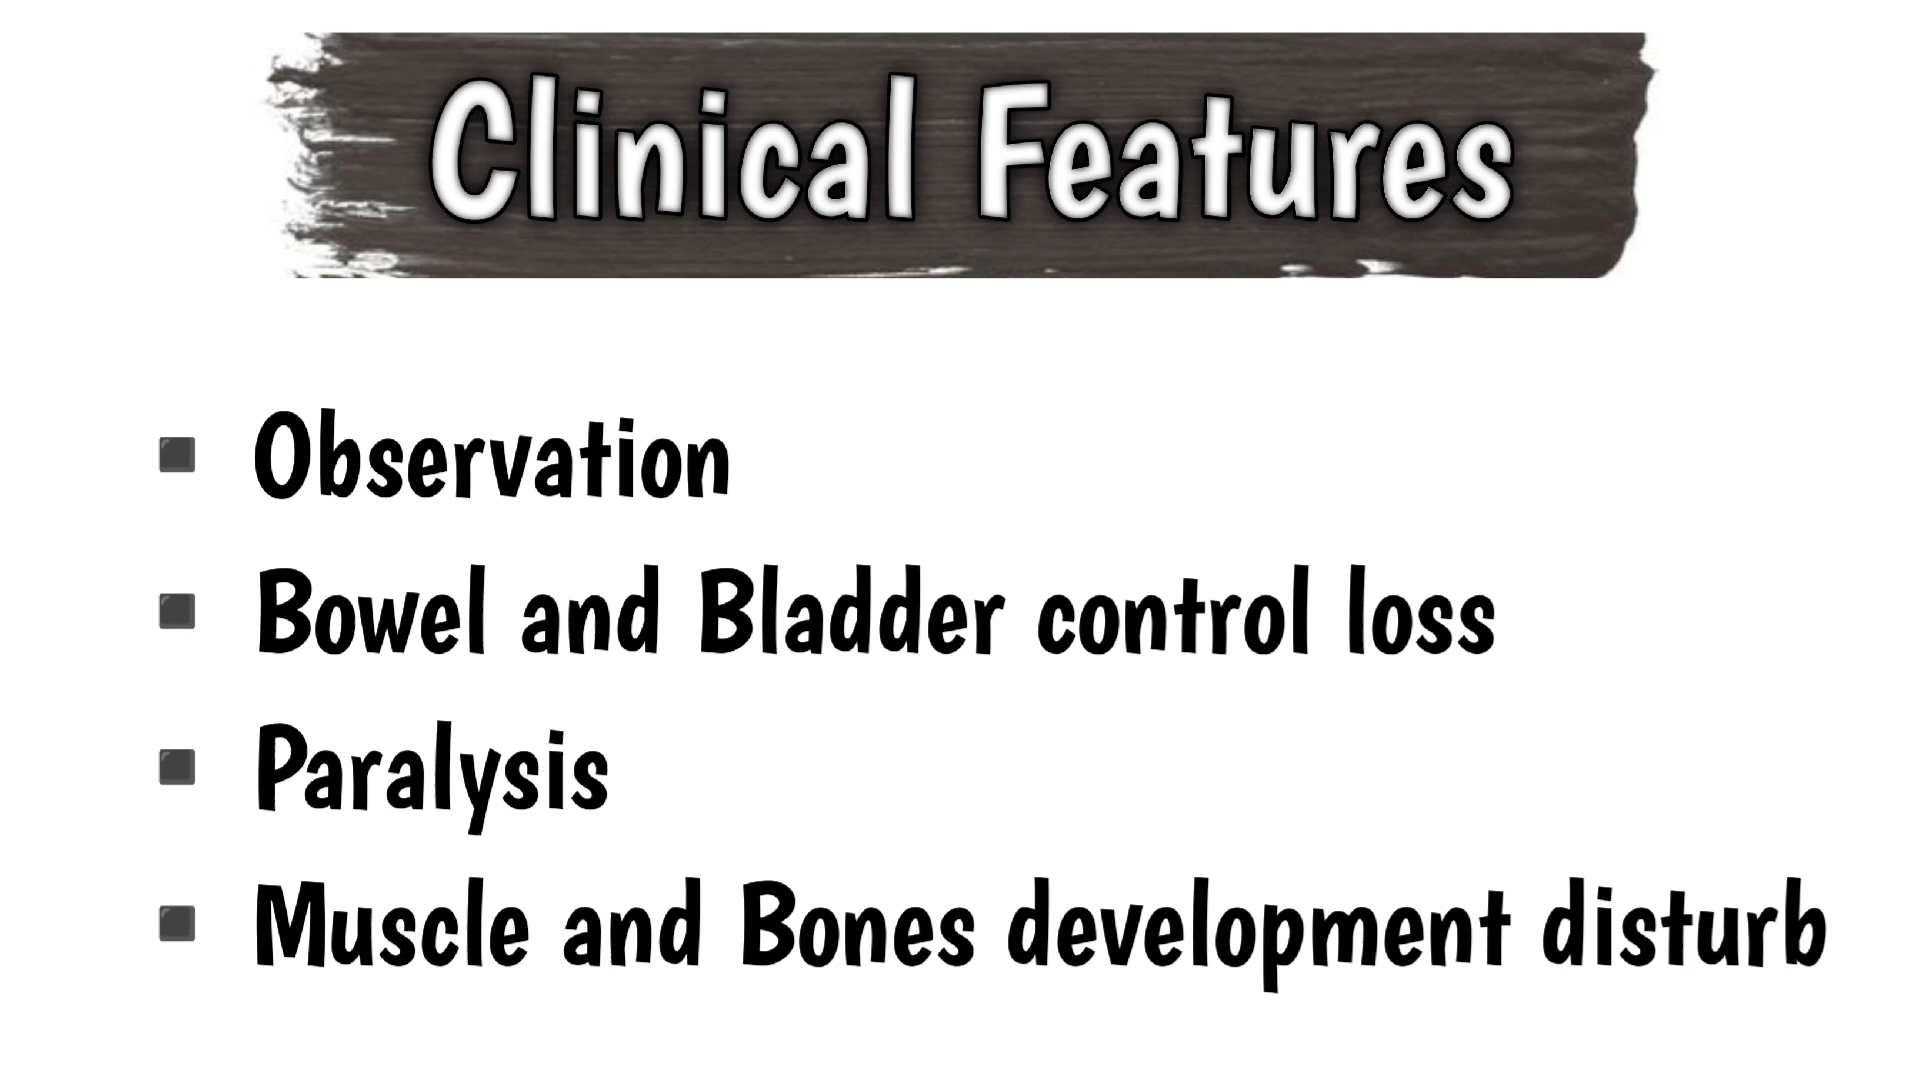 Clinical Features
▪ Observation
▪ Bowel and Bladder control loss
▪ Paralysis
▪ Muscle and Bones development disturb